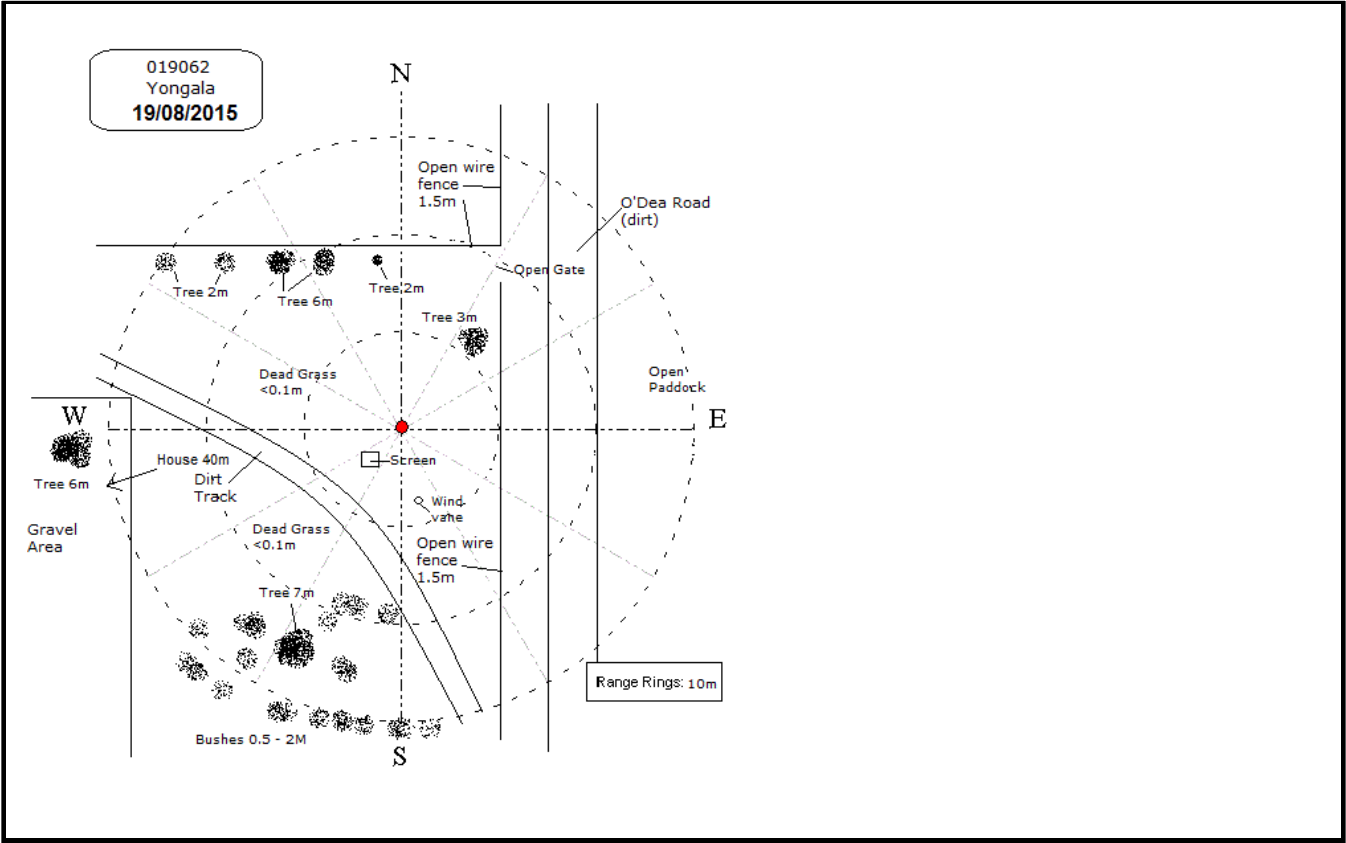 019062
Yongala
19/08/2015
N
Open wire
fence
1.5m
O'Dea Road
(dirt)
Open Gate
Tree 2m
Tree 6m
Tree 2m
Tree 3m
Dead Grass
<0.1m
Open
Paddock
W
E
House 40m
Screen
Tree 6m
Dirt
Track
Wind
vane
Gravel
Area
Dead Grass
<0.1m
Open wire
fence
1.5m
Tree 7m
Range Rings: 10m
Bushes 0.5 - 2M
S